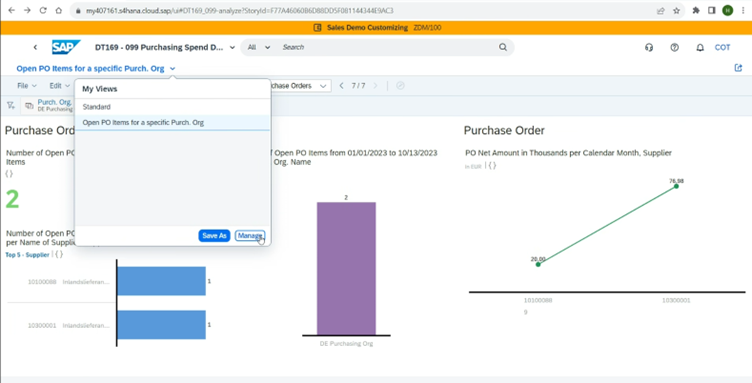 my407161.s4hana.cloud.sap/ui#DT169_099-analyze?StoryId=F77A46060B6D88DD5F081144344E9AC3
Sales Demo Customizing ZDM/100
SAP DT169 - 099 Purchasing Spend D... All Search COT
Open PO Items for a specific Purch. Org
File Edit chase Orders 7 / 7
My Views
Standard
Open PO Items for a specific Purch. Org
Save As Manage
Purch. Org.
DE Purchasing
Purchase Ord
Number of Open PO
Items
2
Number of Open PO
per Name of Supplie
Top 5 - Supplier
10100088 Inlandslieferan... 1
10300001 Inlandslieferan... 1
f Open PO Items from 01/01/2023 to 10/13/2023
Org. Name
2
DE Purchasing Org
Purchase Order
PO Net Amount in Thousands per Calendar Month, Supplier
in EUR
76.98
20.00
10100088 10300001
9